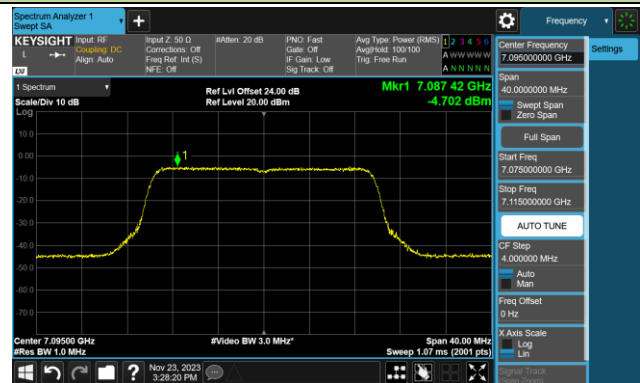 Spectrum Analyzer 1
Swept SA
Frequency
KEYSIGHT
L
LXI
Input: RF
Coupling: DC
Align: Auto
Input Z: 50 Ω
Corrections: Off
Freq Ref: Int (S)
NFE: Off
#Atten: 20 dB
PNO: Fast
Gate: Off
IF Gain: Low
Sig Track: Off
Avg Type: Power (RMS)
Avg|Hold: 100/100
Trig: Free Run
1 2 3 4 5 6
A W W W W W
A N N N N N
1 Spectrum
Scale/Div 10 dB
Log
Ref Lvl Offset 24.00 dB
Ref Level 20.00 dBm
Mkr1 7.087 42 GHz
-4.702 dBm
10.0
0.00
-10.0
-20.0
-30.0
-40.0
-50.0
-60.0
-70.0
1
Center 7.09500 GHz
#Res BW 1.0 MHz
#Video BW 3.0 MHz*
Span 40.00 MHz
Sweep 1.07 ms (2001 pts)
Nov 23, 2023
3:28:20 PM
Center Frequency
7.095000000 GHz
Settings
Span
40.0000000 MHz
Swept Span
Zero Span
Full Span
Start Freq
7.075000000 GHz
Stop Freq
7.115000000 GHz
AUTO TUNE
CF Step
4.000000 MHz
Auto
Man
Freq Offset
0 Hz
X Axis Scale
Log
Lin
Signal Track
(Span Zoom)